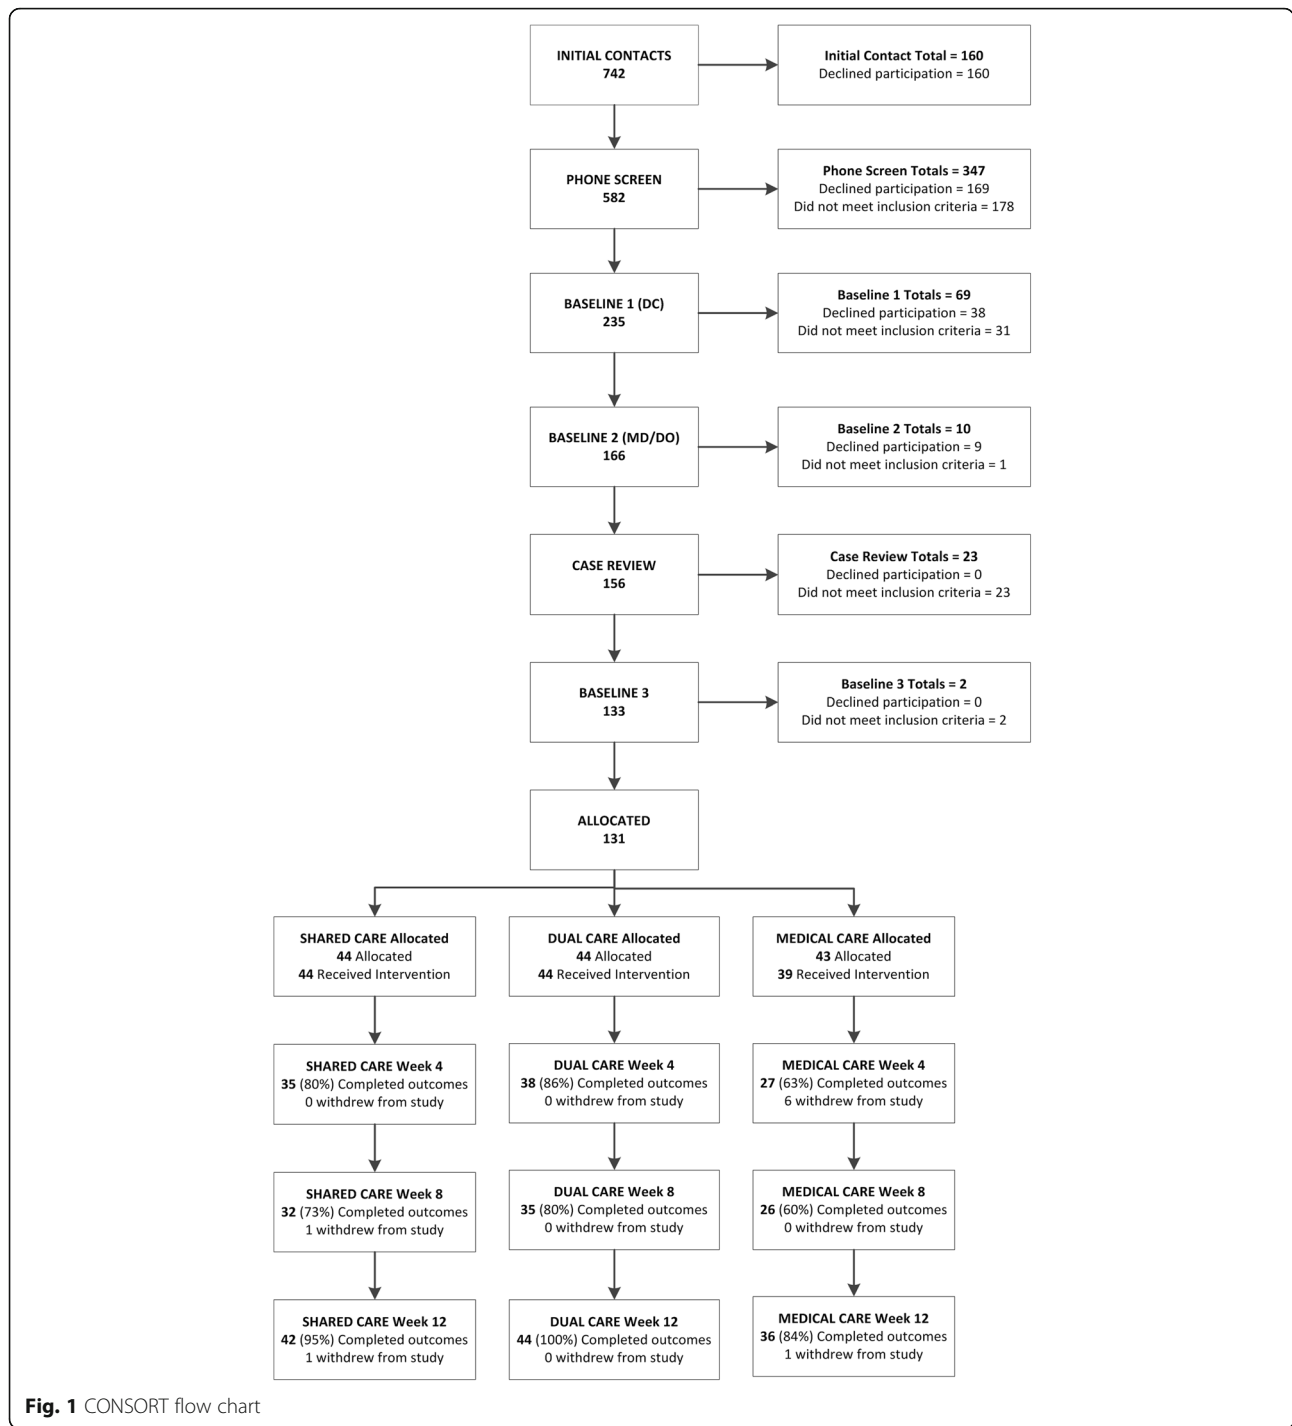 INITIAL CONTACTS
742
Initial Contact Total = 160
Declined participation = 160
PHONE SCREEN
582
Phone Screen Totals = 347
Declined participation = 169
Did not meet inclusion criteria = 178
BASELINE 1 (DC)
235
Baseline 1 Totals = 69
Declined participation = 38
Did not meet inclusion criteria = 31
BASELINE 2 (MD/DO)
166
Baseline 2 Totals = 10
Declined participation = 9
Did not meet inclusion criteria = 1
CASE REVIEW
156
Case Review Totals = 23
Declined participation = 0
Did not meet inclusion criteria = 23
BASELINE 3
133
Baseline 3 Totals = 2
Declined participation = 0
Did not meet inclusion criteria = 2
ALLOCATED
131
SHARED CARE Allocated
44 Allocated
44 Received Intervention
DUAL CARE Allocated
44 Allocated
44 Received Intervention
MEDICAL CARE Allocated
43 Allocated
39 Received Intervention
SHARED CARE Week 4
35 (80%) Completed outcomes
0 withdrew from study
DUAL CARE Week 4
38 (86%) Completed outcomes
0 withdrew from study
MEDICAL CARE Week 4
27 (63%) Completed outcomes
6 withdrew from study
SHARED CARE Week 8
32 (73%) Completed outcomes
1 withdrew from study
DUAL CARE Week 8
35 (80%) Completed outcomes
0 withdrew from study
MEDICAL CARE Week 8
26 (60%) Completed outcomes
0 withdrew from study
SHARED CARE Week 12
42 (95%) Completed outcomes
1 withdrew from study
DUAL CARE Week 12
44 (100%) Completed outcomes
0 withdrew from study
MEDICAL CARE Week 12
36 (84%) Completed outcomes
1 withdrew from study
Fig. 1 CONSORT flow chart